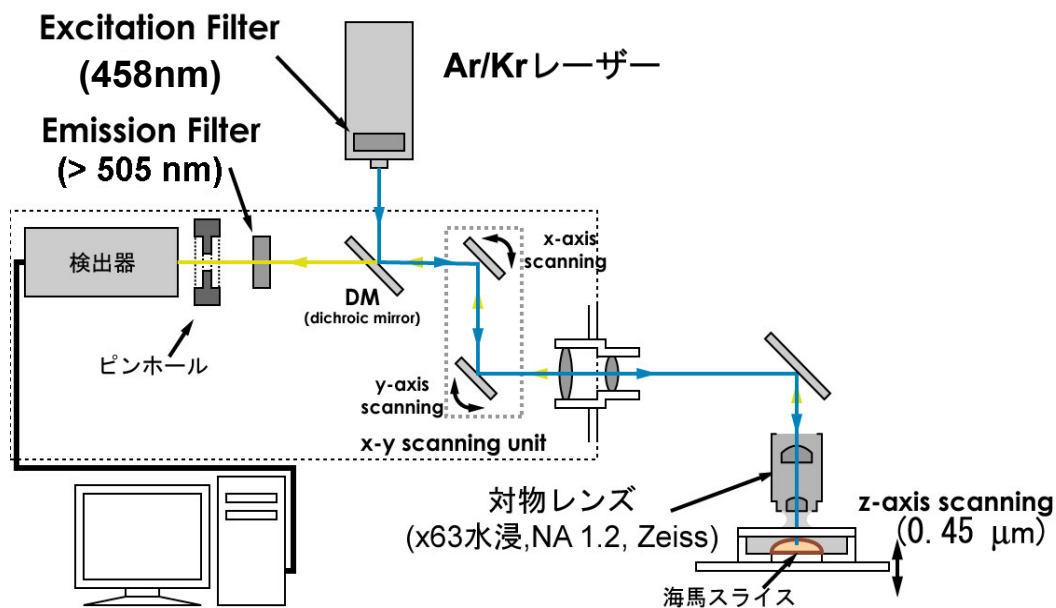 Excitation Filter
(458nm)
Ar/Krレーザー
Emission Filter
(> 505 nm)
検出器
ピンホール
DM
(dichroic mirror)
x-axis
scanning
y-axis
scanning
x-y scanning unit
対物レンズ
(x63水浸,NA 1.2, Zeiss)
z-axis scanning
(0.45 μm)
海馬スライス